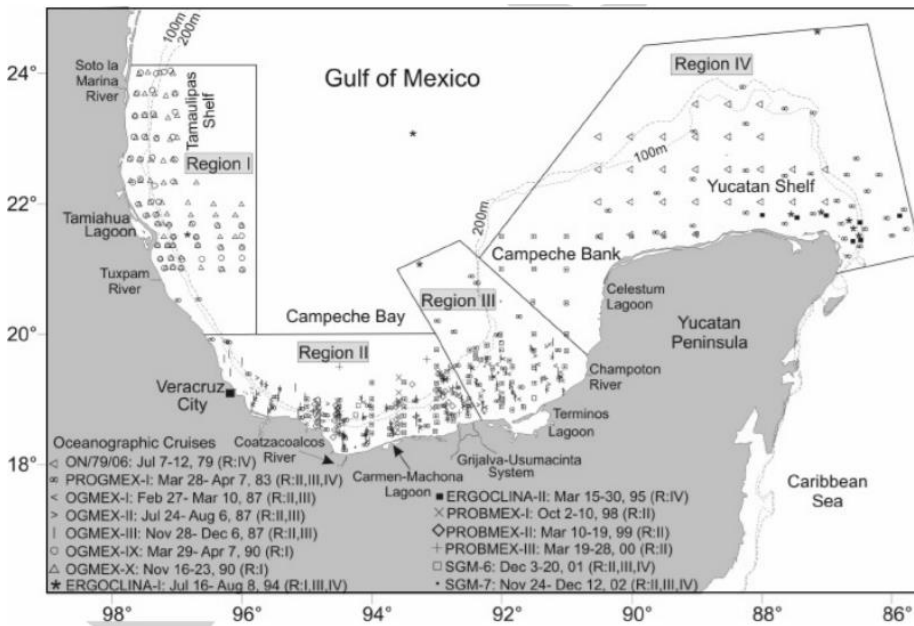 100m
200m
24°
22°
20°
18°
98
96
94
92
90
88
86°
Soto la
Marina
River
Tamaulipas
Shelf
Region I
Gulf of Mexico
Region IV
100m
Yucatan Shelf
200m
Tamiahua
Lagoon
Tuxpam
River
Campeche Bank
Campeche Bay
Region III
Celestum
Lagoon
Yucatan
Peninsula
Region II
Champoton
River
Veracruz
City
Terminos
Lagoon
Coatzacoalcos
River
Carmen-Machona
Lagoon
Grijalva-Usumacinta
System
Caribbean
Sea
Oceanographic Cruises
ON/79/06: Jul 7-12, 79 (R:IV)
PROGMEX-I: Mar 28- Apr 7, 83 (R:II,III,IV)
OGMEX-I: Feb 27- Mar 10, 87 (R:II,III)
OGMEX-II: Jul 24- Aug 6, 87 (R:II,III)
OGMEX-III: Nov 28- Dec 6, 87 (R:II,III)
OGMEX-IX: Mar 29- Apr 7, 90 (R:I)
OGMEX-X: Nov 16-23, 90 (R:I)
ERGOCLINA-I: Jul 16- Aug 8, 94 (R:I,III,IV)
ERGOCLINA-II: Mar 15-30, 95 (R:IV)
PROBMEX-I: Oct 2-10, 98 (R:II)
PROBMEX-II: Mar 10-19, 99 (R:II)
PROBMEX-III: Mar 19-28, 00 (R:II)
SGM-6: Dec 3-20, 01 (R:II,III,IV)
SGM-7: Nov 24- Dec 12, 02 (R:II,III,IV)